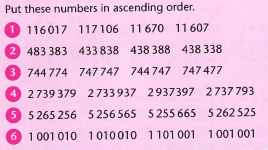 Put these numbers in ascending order.
1 116 017 117 106 11 670 11 607
2 483 383 433 838 438 388 438 338
3 744 774 747 747 744 747 747 477
4 2 739 379 2 733 937 2 937 397 2 737 793
5 5 265 256 5 256 565 5 255 665 5 262 525
6 1 001 010 1 010 010 1 101 001 1 001 001